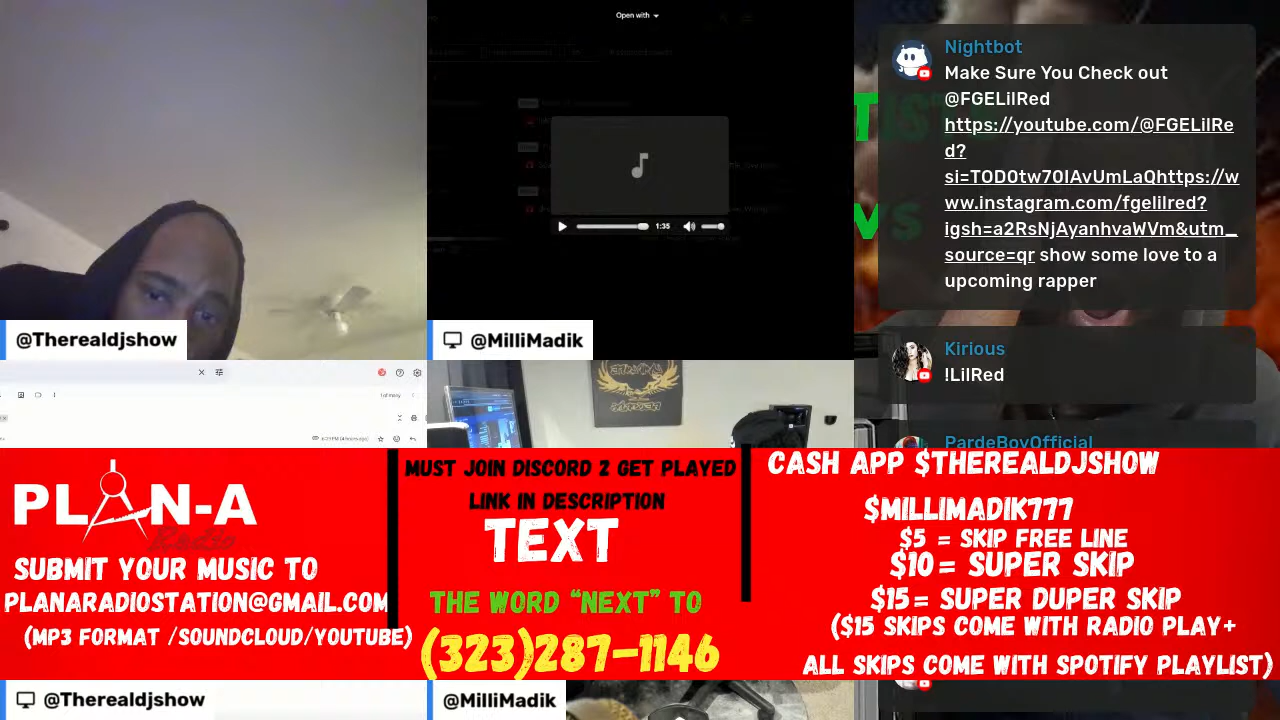 Open with
1:35
@Therealdjshow
@MilliMadik
Nightbot
Make Sure You Check out
@FGELilRed
https://youtube.com/@FGELilRe
d?
si=TOD0tw70IAvUmLaQhttps://w
ww.instagram.com/fgelilred?
igsh=a2RsNjAyanhvaWVm&utm_
source=qr show some love to a
upcoming rapper
Kirious
!LilRed
PardeBoyOfficial
PLAN-A
Radio
SUBMIT YOUR MUSIC TO
PLANARADIOSTATION@GMAIL.COM
(MP3 FORMAT /SOUNDCLOUD/YOUTUBE)
MUST JOIN DISCORD 2 GET PLAYED
LINK IN DESCRIPTION
TEXT
THE WORD “NEXT” TO
(323)287-1146
CASH APP $THEREALDJSHOW
$MILLIMADIK777
$5 = SKIP FREE LINE
$10 = SUPER SKIP
$15= SUPER DUPER SKIP
($15 SKIPS COME WITH RADIO PLAY+
ALL SKIPS COME WITH SPOTIFY PLAYLIST)
@Therealdjshow
@MilliMadik